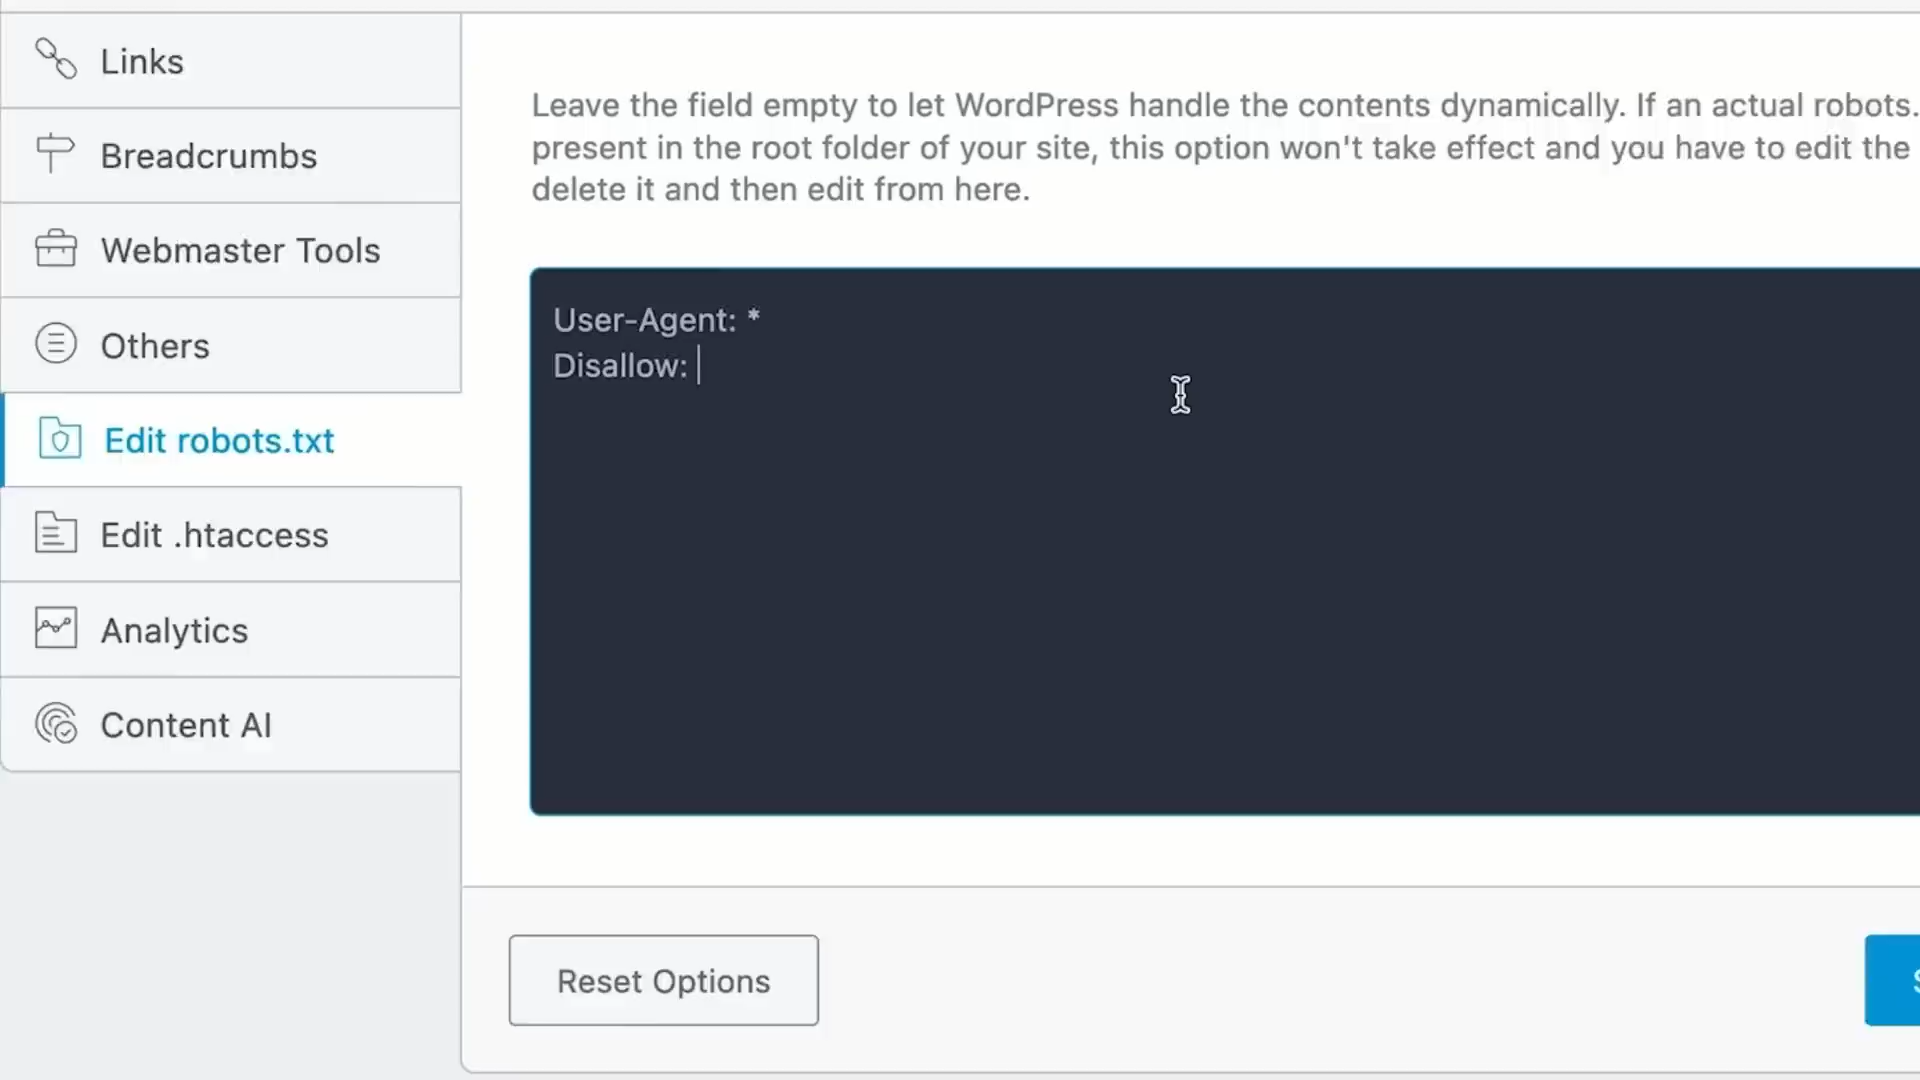 Links
Breadcrumbs
Webmaster Tools
Others
Edit robots.txt
Edit .htaccess
Analytics
Content AI
Leave the field empty to let WordPress handle the contents dynamically. If an actual robots.
present in the root folder of your site, this option won't take effect and you have to edit the
delete it and then edit from here.
User-Agent: *
Disallow:
Reset Options